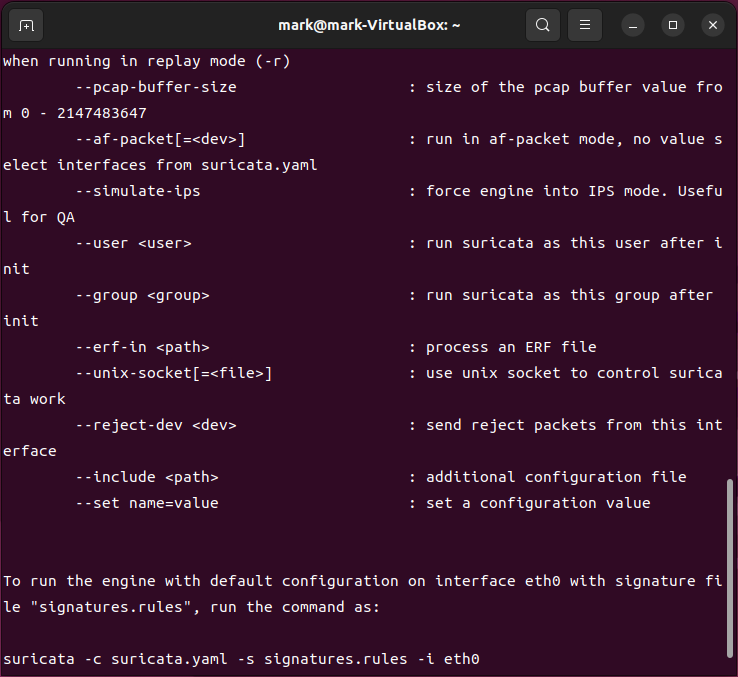 mark@mark-VirtualBox: ~
when running in replay mode (-r)
        --pcap-buffer-size                   : size of the pcap buffer value fro
m 0 - 2147483647
        --af-packet[=<dev>]                  : run in af-packet mode, no value s
elect interfaces from suricata.yaml
        --simulate-ips                       : force engine into IPS mode. Usefu
l for QA
        --user <user>                        : run suricata as this user after i
nit
        --group <group>                      : run suricata as this group after
init
        --erf-in <path>                      : process an ERF file
        --unix-socket[=<file>]               : use unix socket to control surica
ta work
        --reject-dev <dev>                   : send reject packets from this int
erface
        --include <path>                     : additional configuration file
        --set name=value                     : set a configuration value

To run the engine with default configuration on interface eth0 with signature fi
le "signatures.rules", run the command as:

suricata -c suricata.yaml -s signatures.rules -i eth0